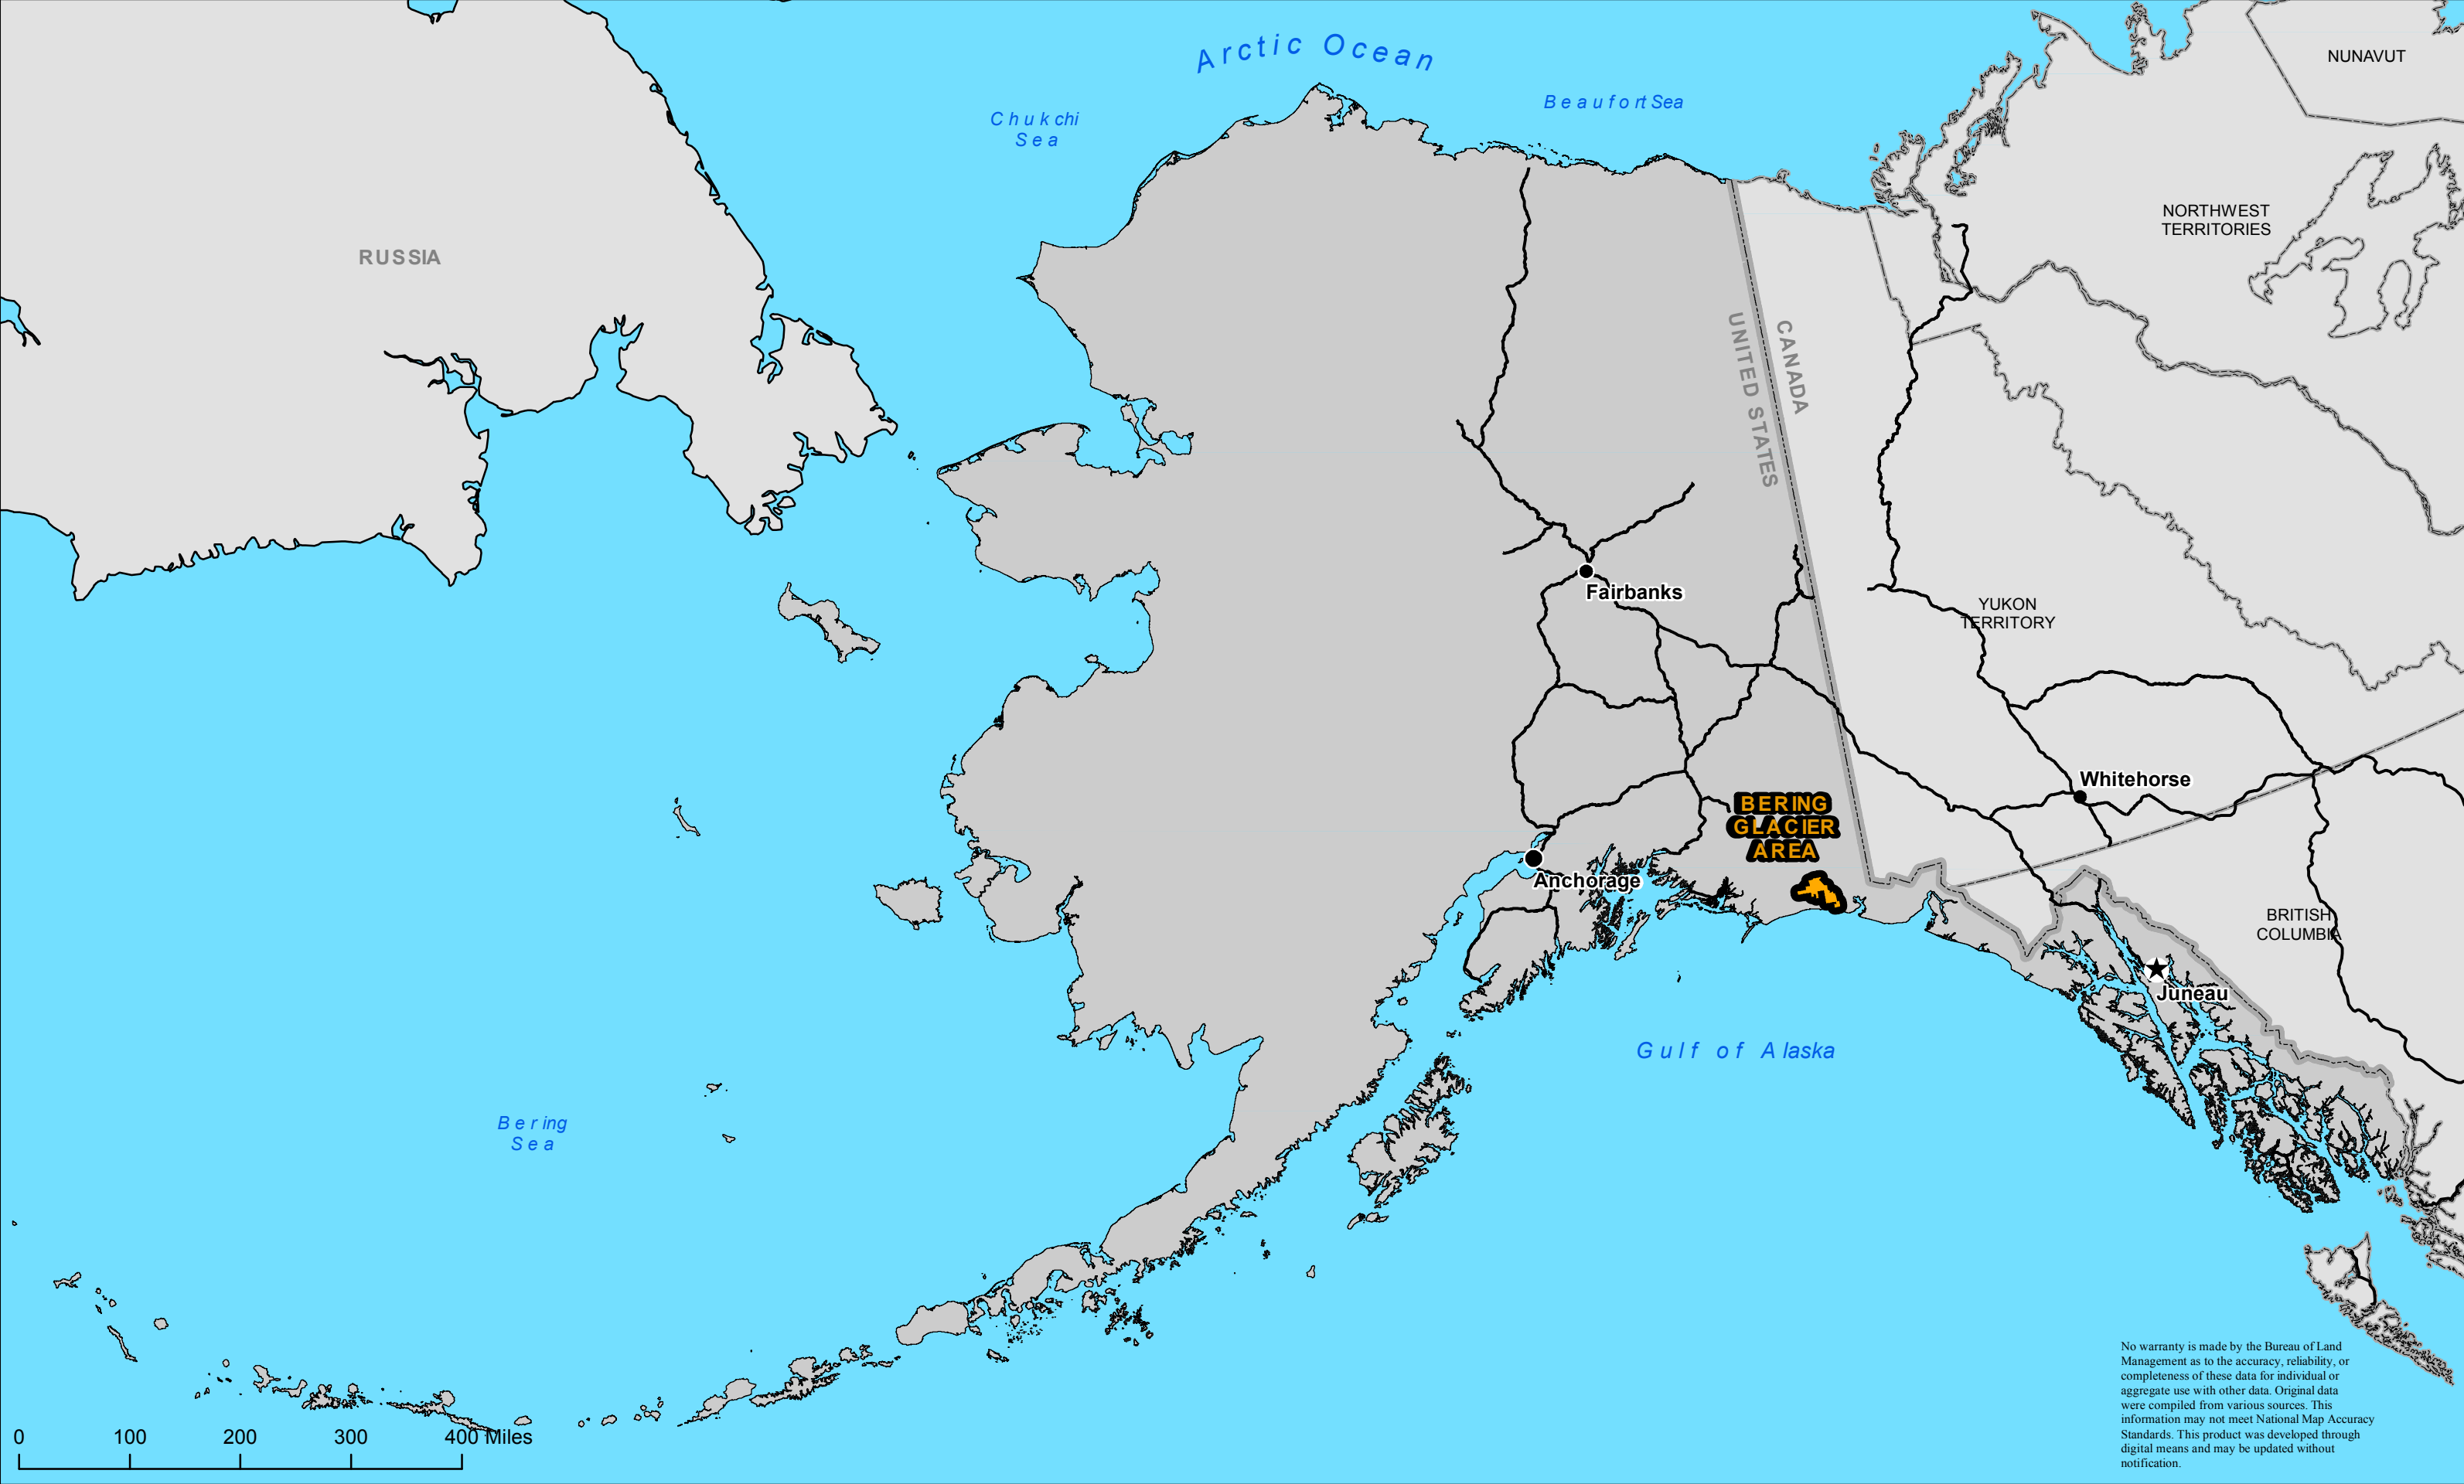 Arctic Ocean
NUNAVUT
Beaufort Sea
Chukchi
Sea
NORTHWEST
TERRITORIES
RUSSIA
UNITED STATES
CANADA
Fairbanks
YUKON
TERRITORY
Whitehorse
BERING
GLACIER
AREA
Anchorage
BRITISH
COLUMBIA
Juneau
Gulf of Alaska
Bering
Sea
No warranty is made by the Bureau of Land
Management as to the accuracy, reliability, or
completeness of these data for individual or
aggregate use with other data. Original data
were compiled from various sources. This
information may not meet National Map Accuracy
Standards. This product was developed through
digital means and may be updated without
notification.
0 100 200 300 400 Miles